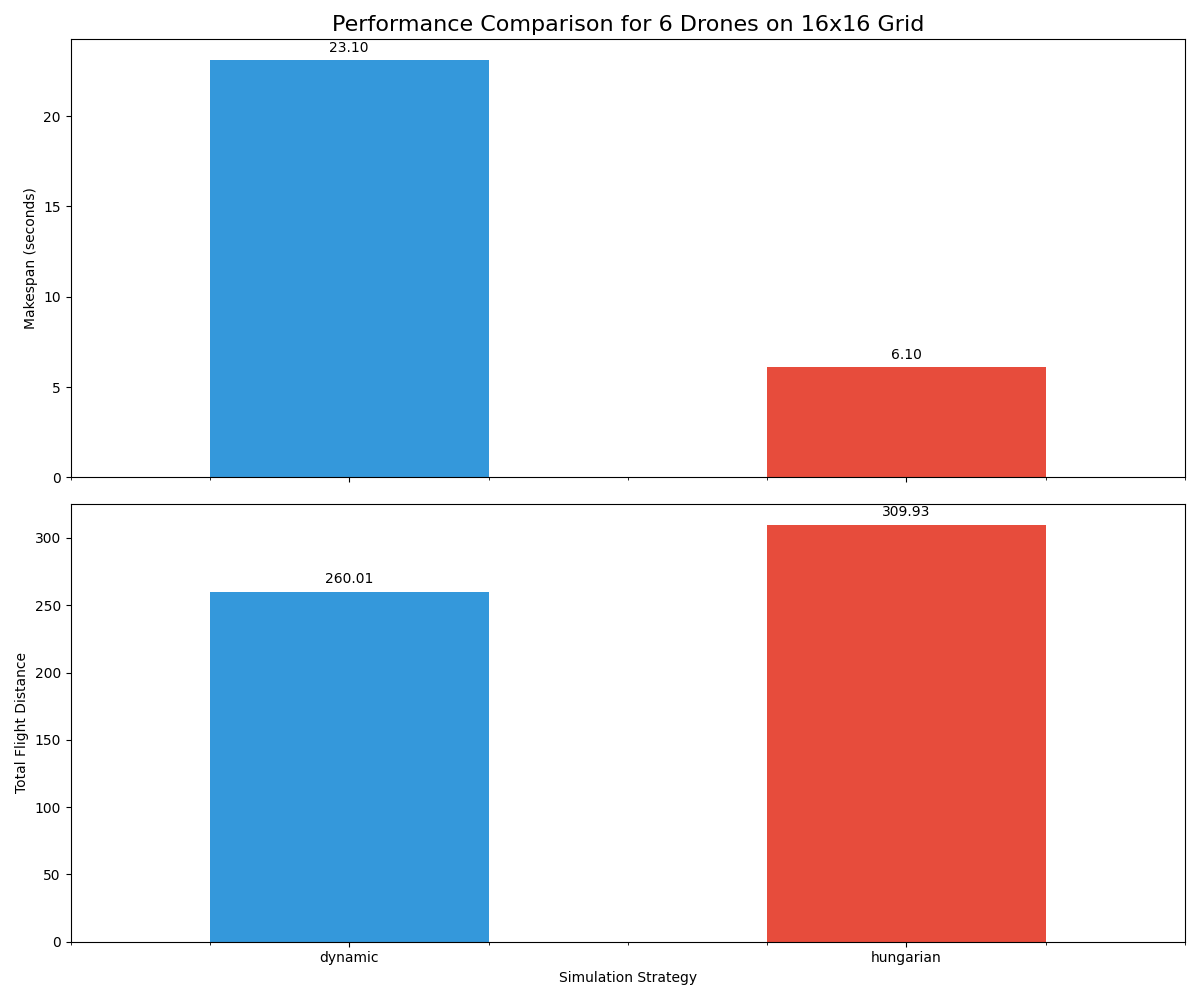 Performance Comparison for 6 Drones on 16x16 Grid
23.10
20
15
10
5
0
Makespan (seconds)
6.10
309.93
300
260.01
250
200
150
100
50
0
Total Flight Distance
dynamic
hungarian
Simulation Strategy